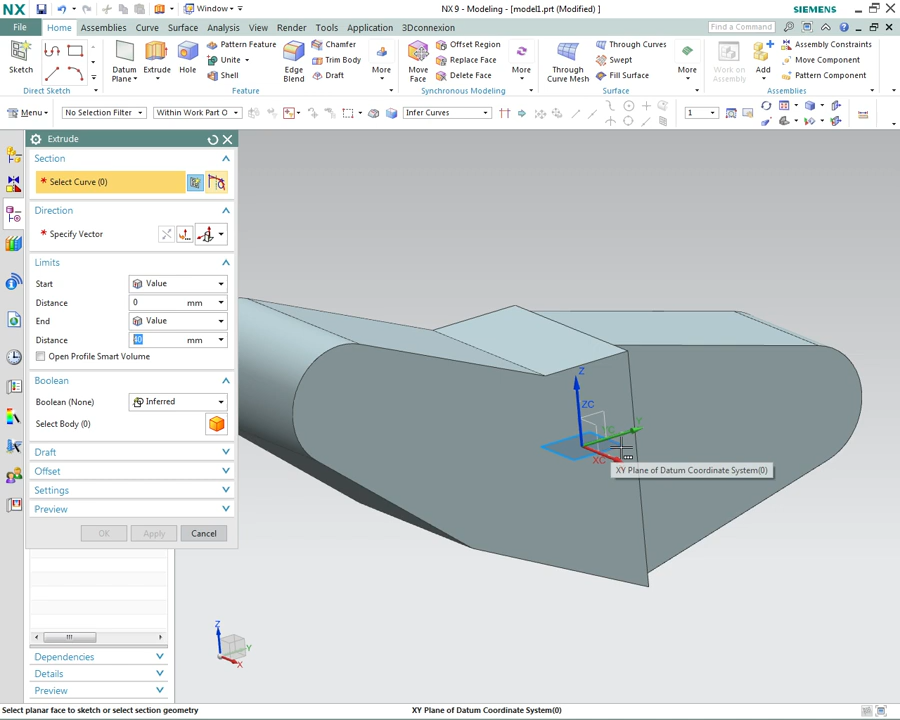 NX
Window
NX 9 - Modeling - [model1.prt (Modified) ]
SIEMENS
File
Home
Assemblies
Curve
Surface
Analysis
View
Render
Tools
Application
3Dconnexion
Find a Command
Sketch
Direct Sketch
Datum Plane
Extrude
Hole
Pattern Feature
Unite
Shell
Edge Blend
Chamfer
Trim Body
Draft
More
Feature
Move Face
Offset Region
Replace Face
Delete Face
More
Synchronous Modeling
Through Curve Mesh
Through Curves
Swept
Fill Surface
More
Surface
Work on Assembly
Add
Assembly Constraints
Move Component
Pattern Component
Assemblies
Menu
No Selection Filter
Within Work Part O
Infer Curves
1
Extrude
Section
* Select Curve (0)
Direction
* Specify Vector
Limits
Start
Value
Distance
0 mm
End
Value
Distance
40 mm
Open Profile Smart Volume
Boolean
Boolean (None)
Inferred
Select Body (0)
Draft
Offset
Settings
Preview
OK
Apply
Cancel
Z
ZC
Y
YC
XC
XY Plane of Datum Coordinate System(0)
Z
Y
X
Dependencies
Details
Preview
Select planar face to sketch or select section geometry
XY Plane of Datum Coordinate System(0)